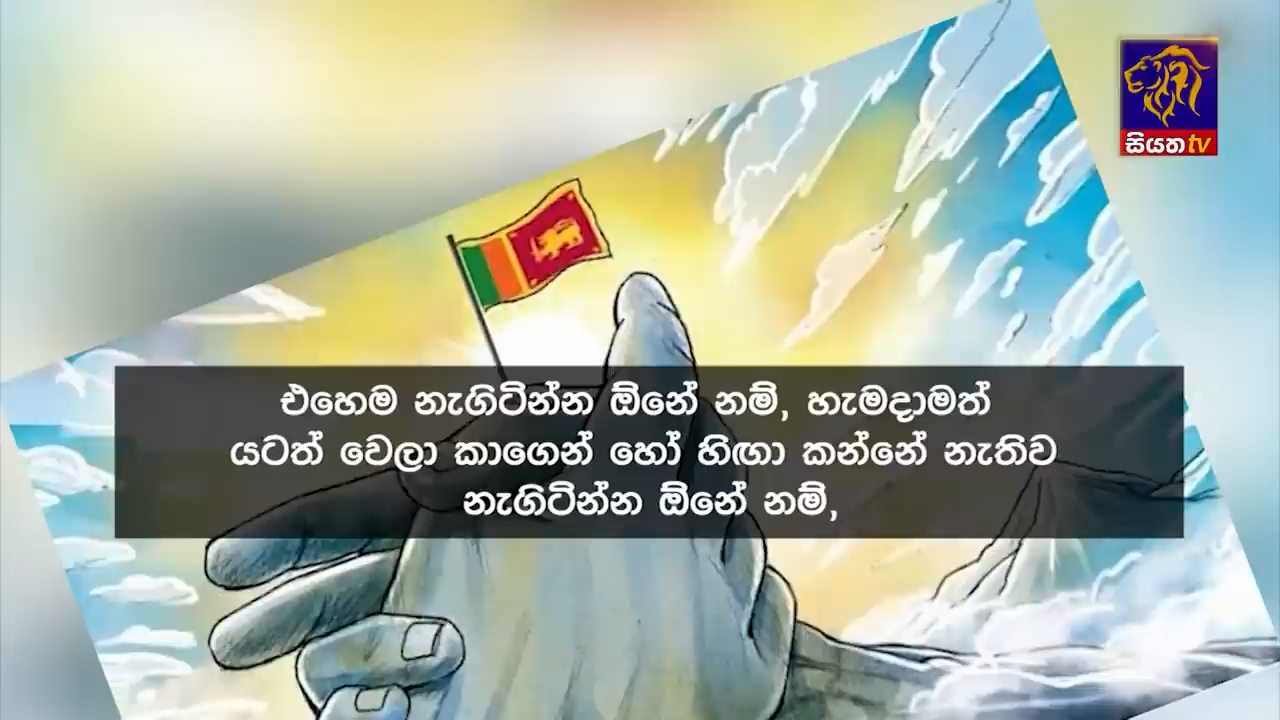 සියත tv
එහෙම නැගිටින්න ඕනේ නම්, හැමදාමත්
යටත් වෙලා කාගෙන් හෝ හිඟා කන්නේ නැතිව
නැගිටින්න ඕනේ නම්,